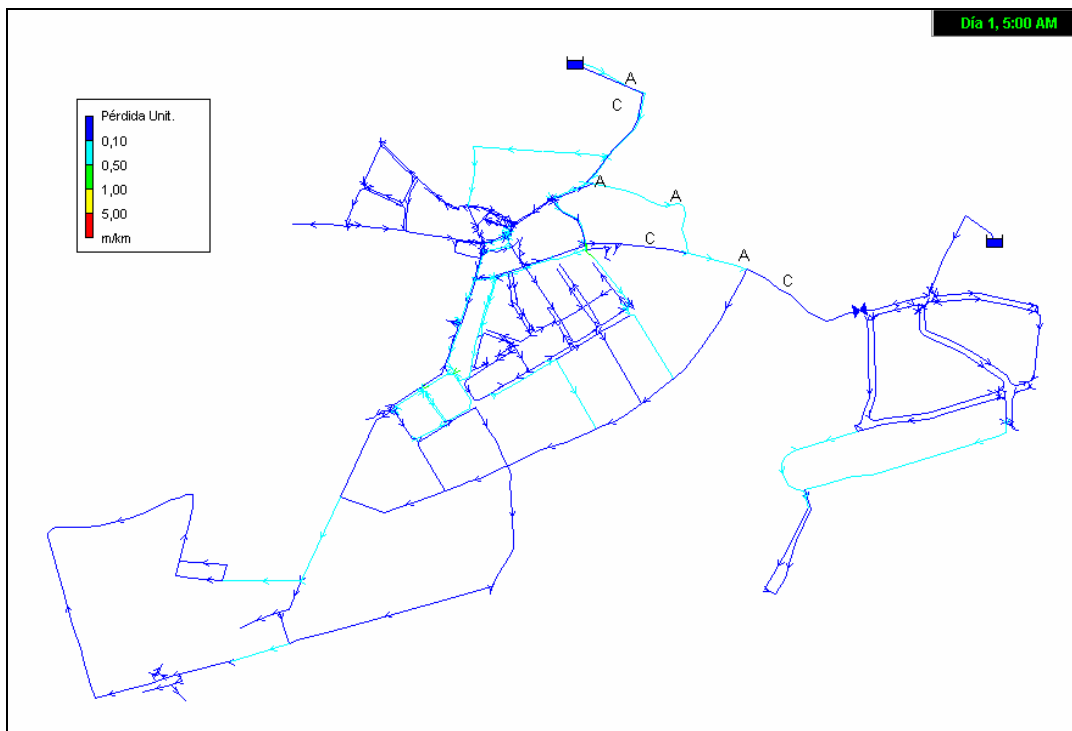 Día 1, 5:00 AM
A
C
Pérdida Unit.
0,10
0,50
1,00
5,00
m/km
A
A
C
A
C